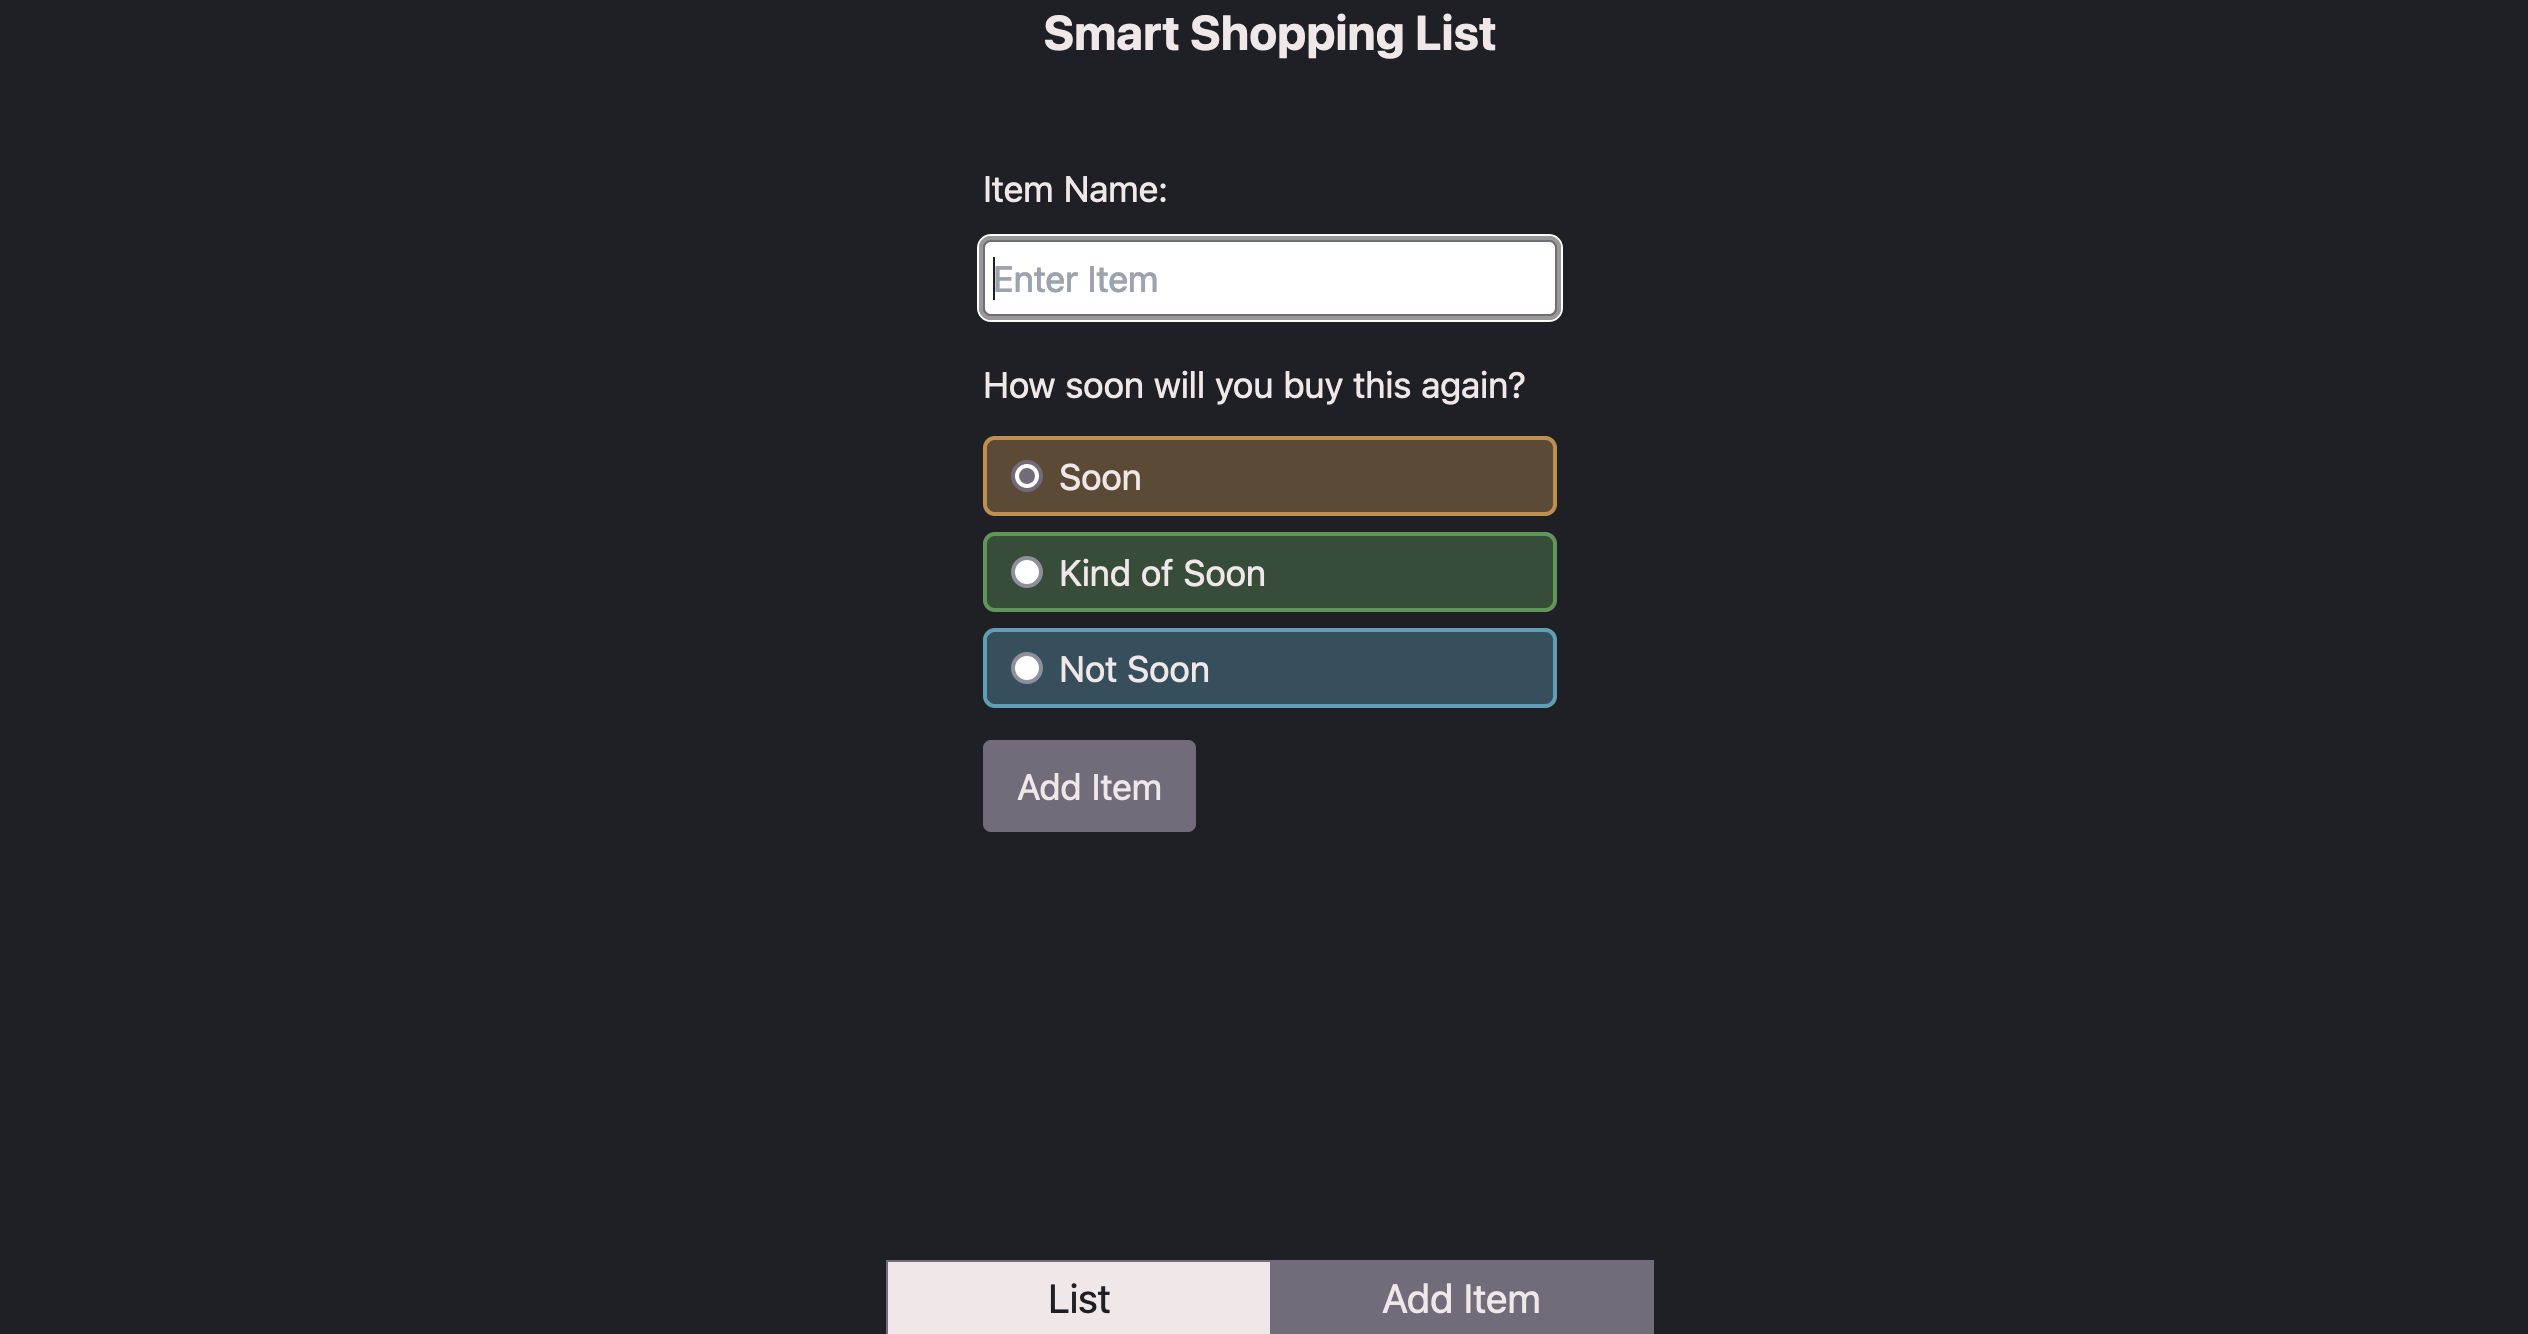 Smart Shopping List
Item Name:
Enter Item
How soon will you buy this again?
Soon
Kind of Soon
Not Soon
Add Item
List
Add Item